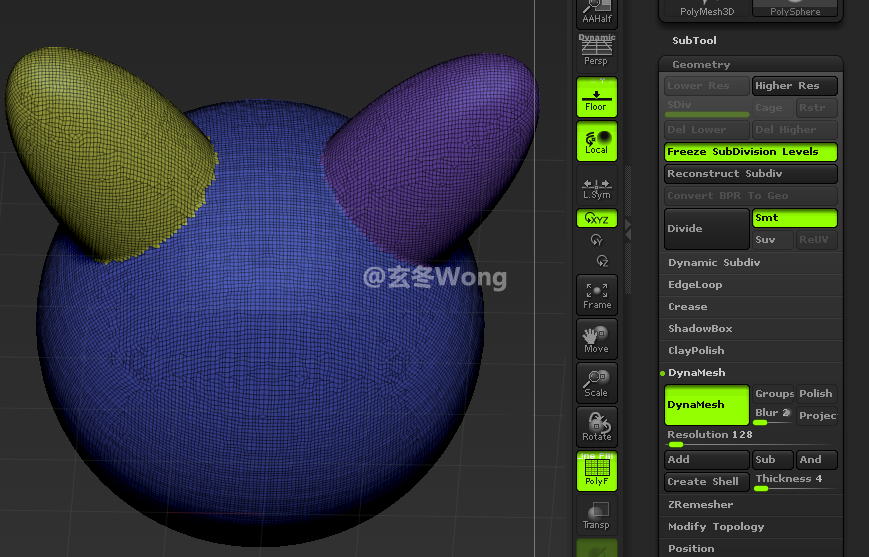 AAHalf
Dynamic
Persp
Floor
Local
L.Sym
XYZ
Y
Z
Frame
Move
Scale
Rotate
PolyF
Transp
@玄冬Wong
PolyMesh3D PolySphere
SubTool
Geometry
Lower Res Higher Res
SDiv Cage Rstr
Del Lower Del Higher
Freeze SubDivision Levels
Reconstruct Subdiv
Convert BPR To Geo
Divide Smt
Suv ReUV
Dynamic Subdiv
EdgeLoop
Crease
ShadowBox
ClayPolish
DynaMesh
DynaMesh Groups Polish
Blur 2 Projec
Resolution 128
Add Sub And
Create Shell Thickness 4
ZRemesher
Modify Topology
Position